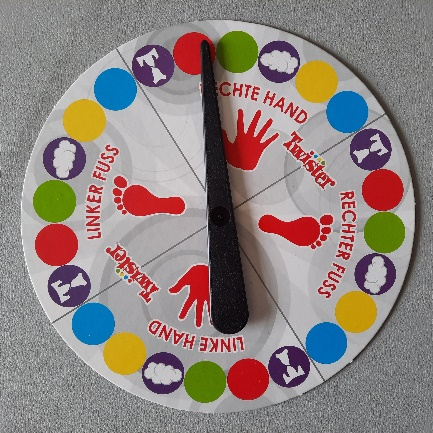 RECHTE HAND
Twister
RECHTER FUSS
LINKE HAND
Twister
LINKER FUSS